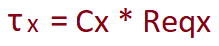 τx = Cx * Reqx